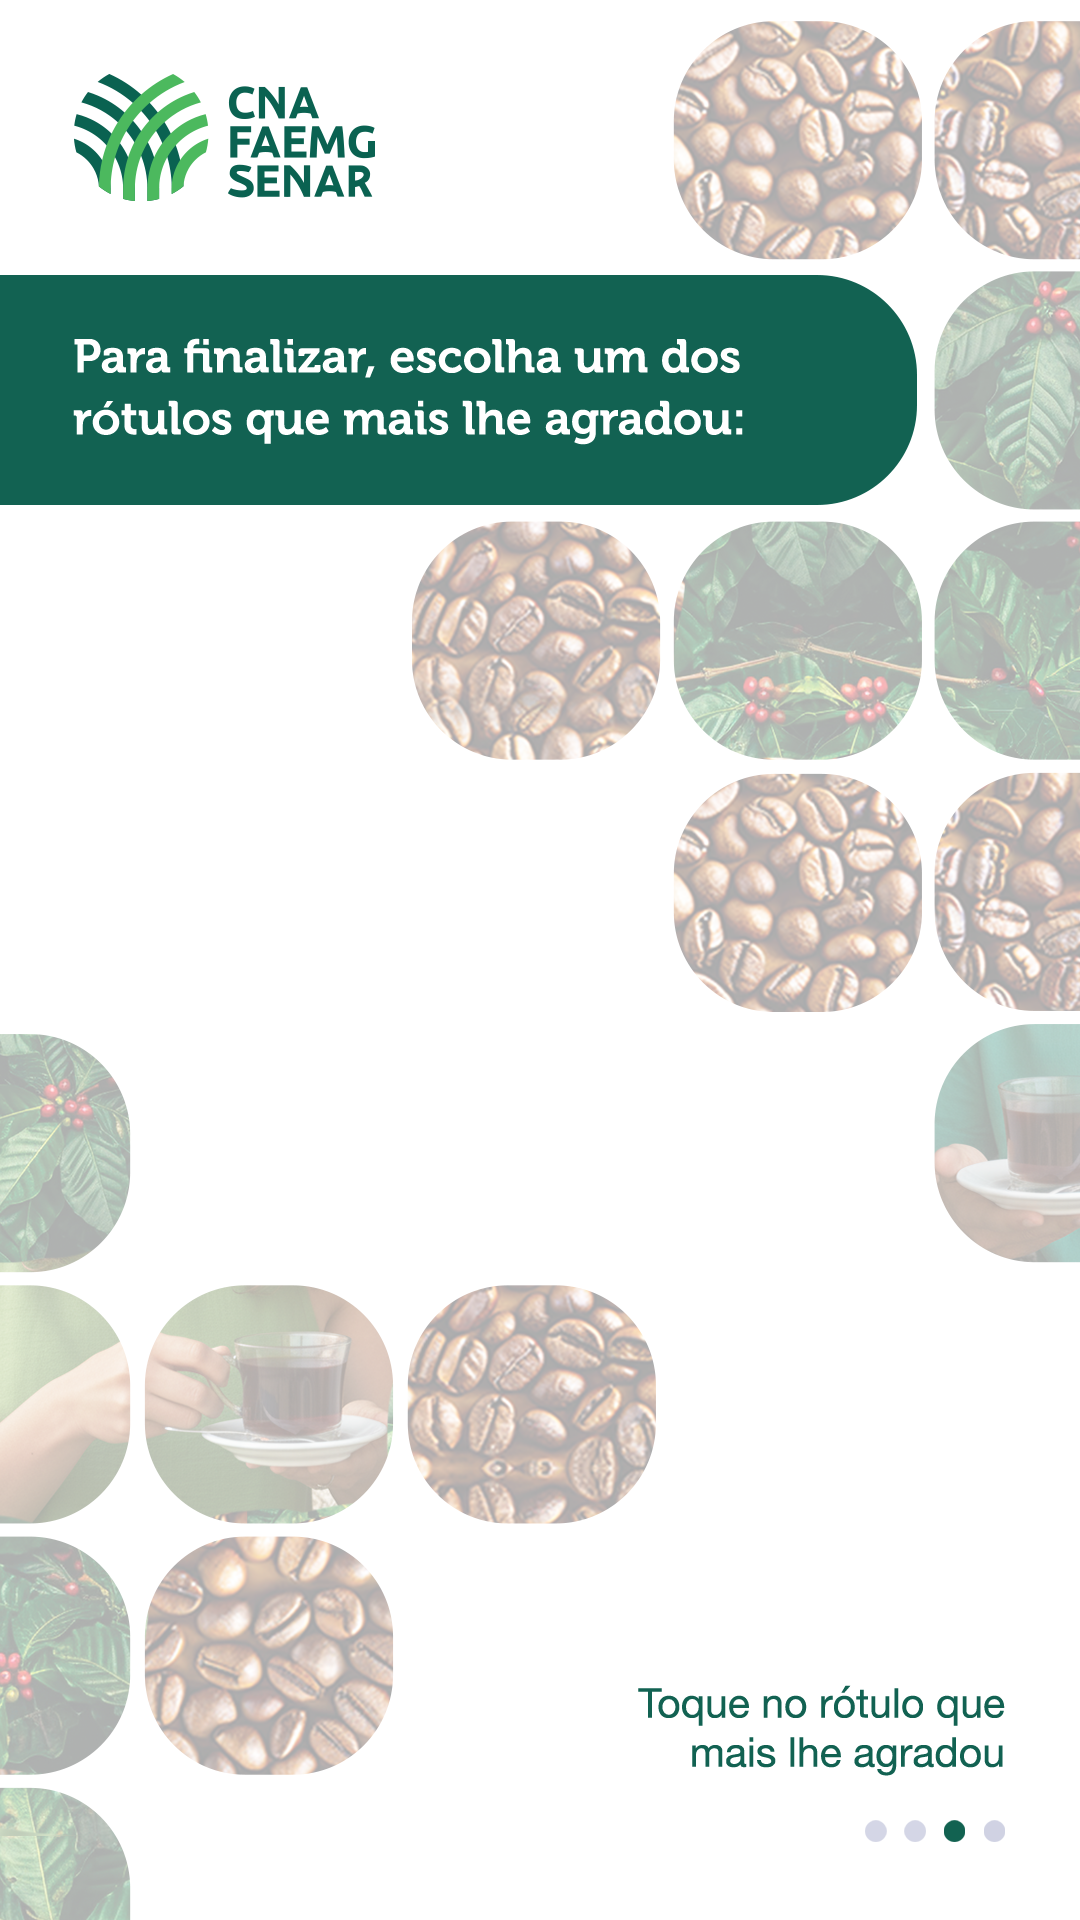 CNA
FAEMG
SENAR
Para finalizar, escolha um dos
rótulos que mais lhe agradou:
Toque no rótulo que
mais lhe agradou